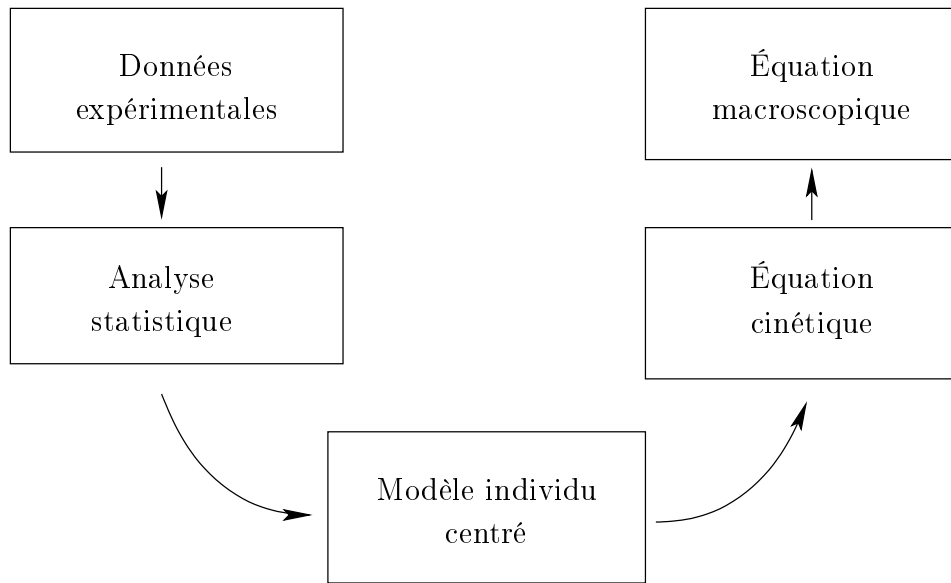 Données
expérimentales
Analyse
statistique
Modèle individu
centré
Équation
cinétique
Équation
macroscopique